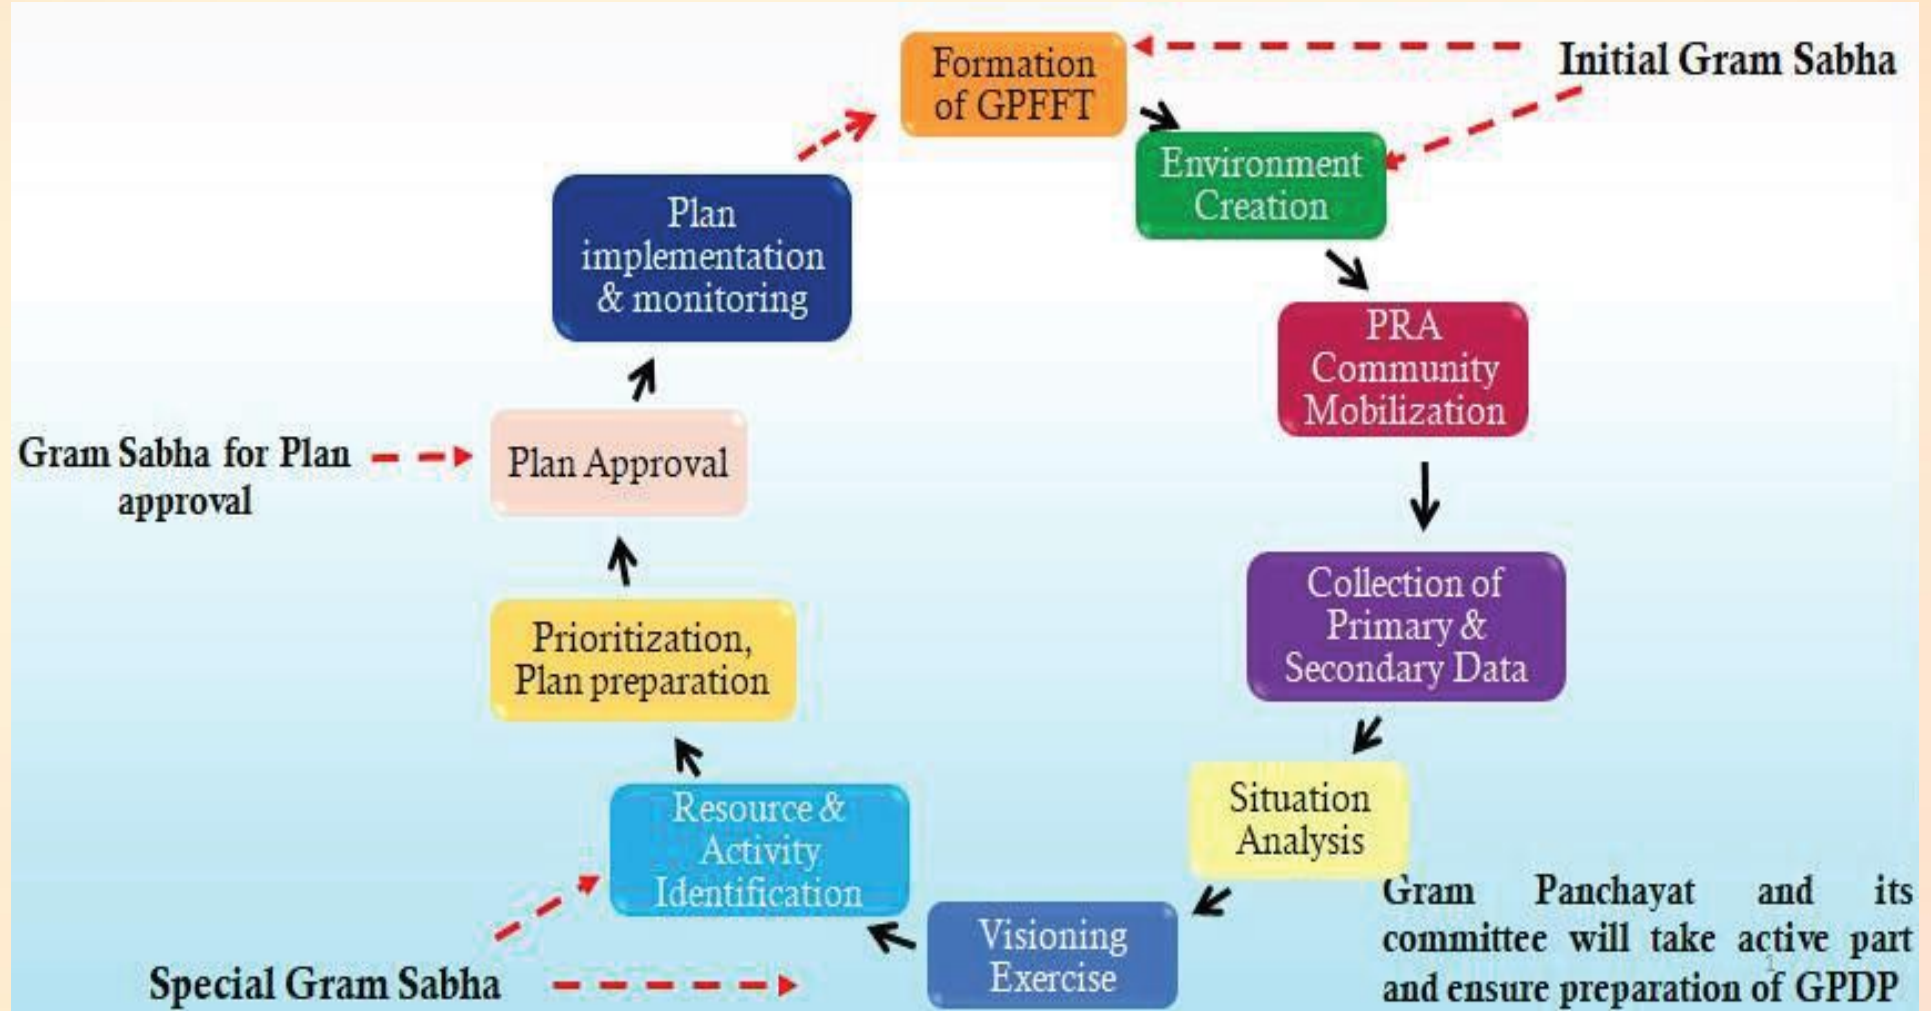 Formation
of GPFFT
Initial Gram Sabha
Environment
Creation
PRA
Community
Mobilization
Collection of
Primary &
Secondary Data
Situation
Analysis
Visioning
Exercise
Resource &
Activity
Identification
Prioritization,
Plan preparation
Plan Approval
Plan
implementation
& monitoring
Gram Sabha for Plan
approval
Special Gram Sabha
Gram Panchayat and its
committee will take active part
and ensure preparation of GPDP